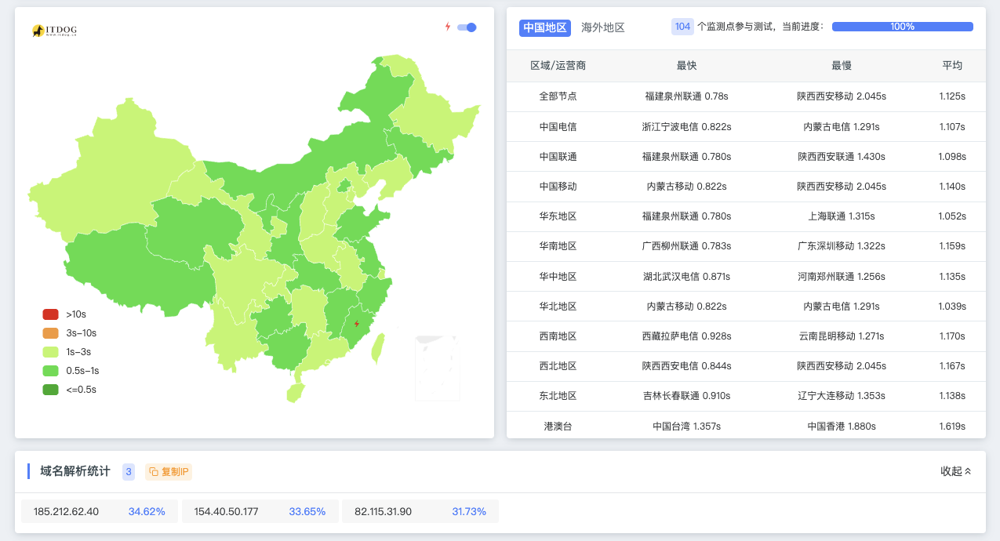 ITDOG
www.itdog.cn
>10s
3s–10s
1s–3s
0.5s–1s
<=0.5s
中国地区 海外地区 104 个监测点参与测试，当前进度： 100%
区域/运营商 最快 最慢 平均
全部节点 福建泉州联通 0.78s 陕西西安移动 2.045s 1.125s
中国电信 浙江宁波电信 0.822s 内蒙古电信 1.291s 1.107s
中国联通 福建泉州联通 0.780s 陕西西安联通 1.430s 1.098s
中国移动 内蒙古移动 0.822s 陕西西安移动 2.045s 1.140s
华东地区 福建泉州联通 0.780s 上海联通 1.315s 1.052s
华南地区 广西柳州联通 0.783s 广东深圳移动 1.322s 1.159s
华中地区 湖北武汉电信 0.871s 河南郑州联通 1.256s 1.135s
华北地区 内蒙古移动 0.822s 内蒙古电信 1.291s 1.039s
西南地区 西藏拉萨电信 0.928s 云南昆明移动 1.271s 1.170s
西北地区 陕西西安电信 0.844s 陕西西安移动 2.045s 1.167s
东北地区 吉林长春联通 0.910s 辽宁大连移动 1.353s 1.138s
港澳台 中国台湾 1.357s 中国香港 1.880s 1.619s
域名解析统计 3 复制IP 收起
185.212.62.40 34.62% 154.40.50.177 33.65% 82.115.31.90 31.73%